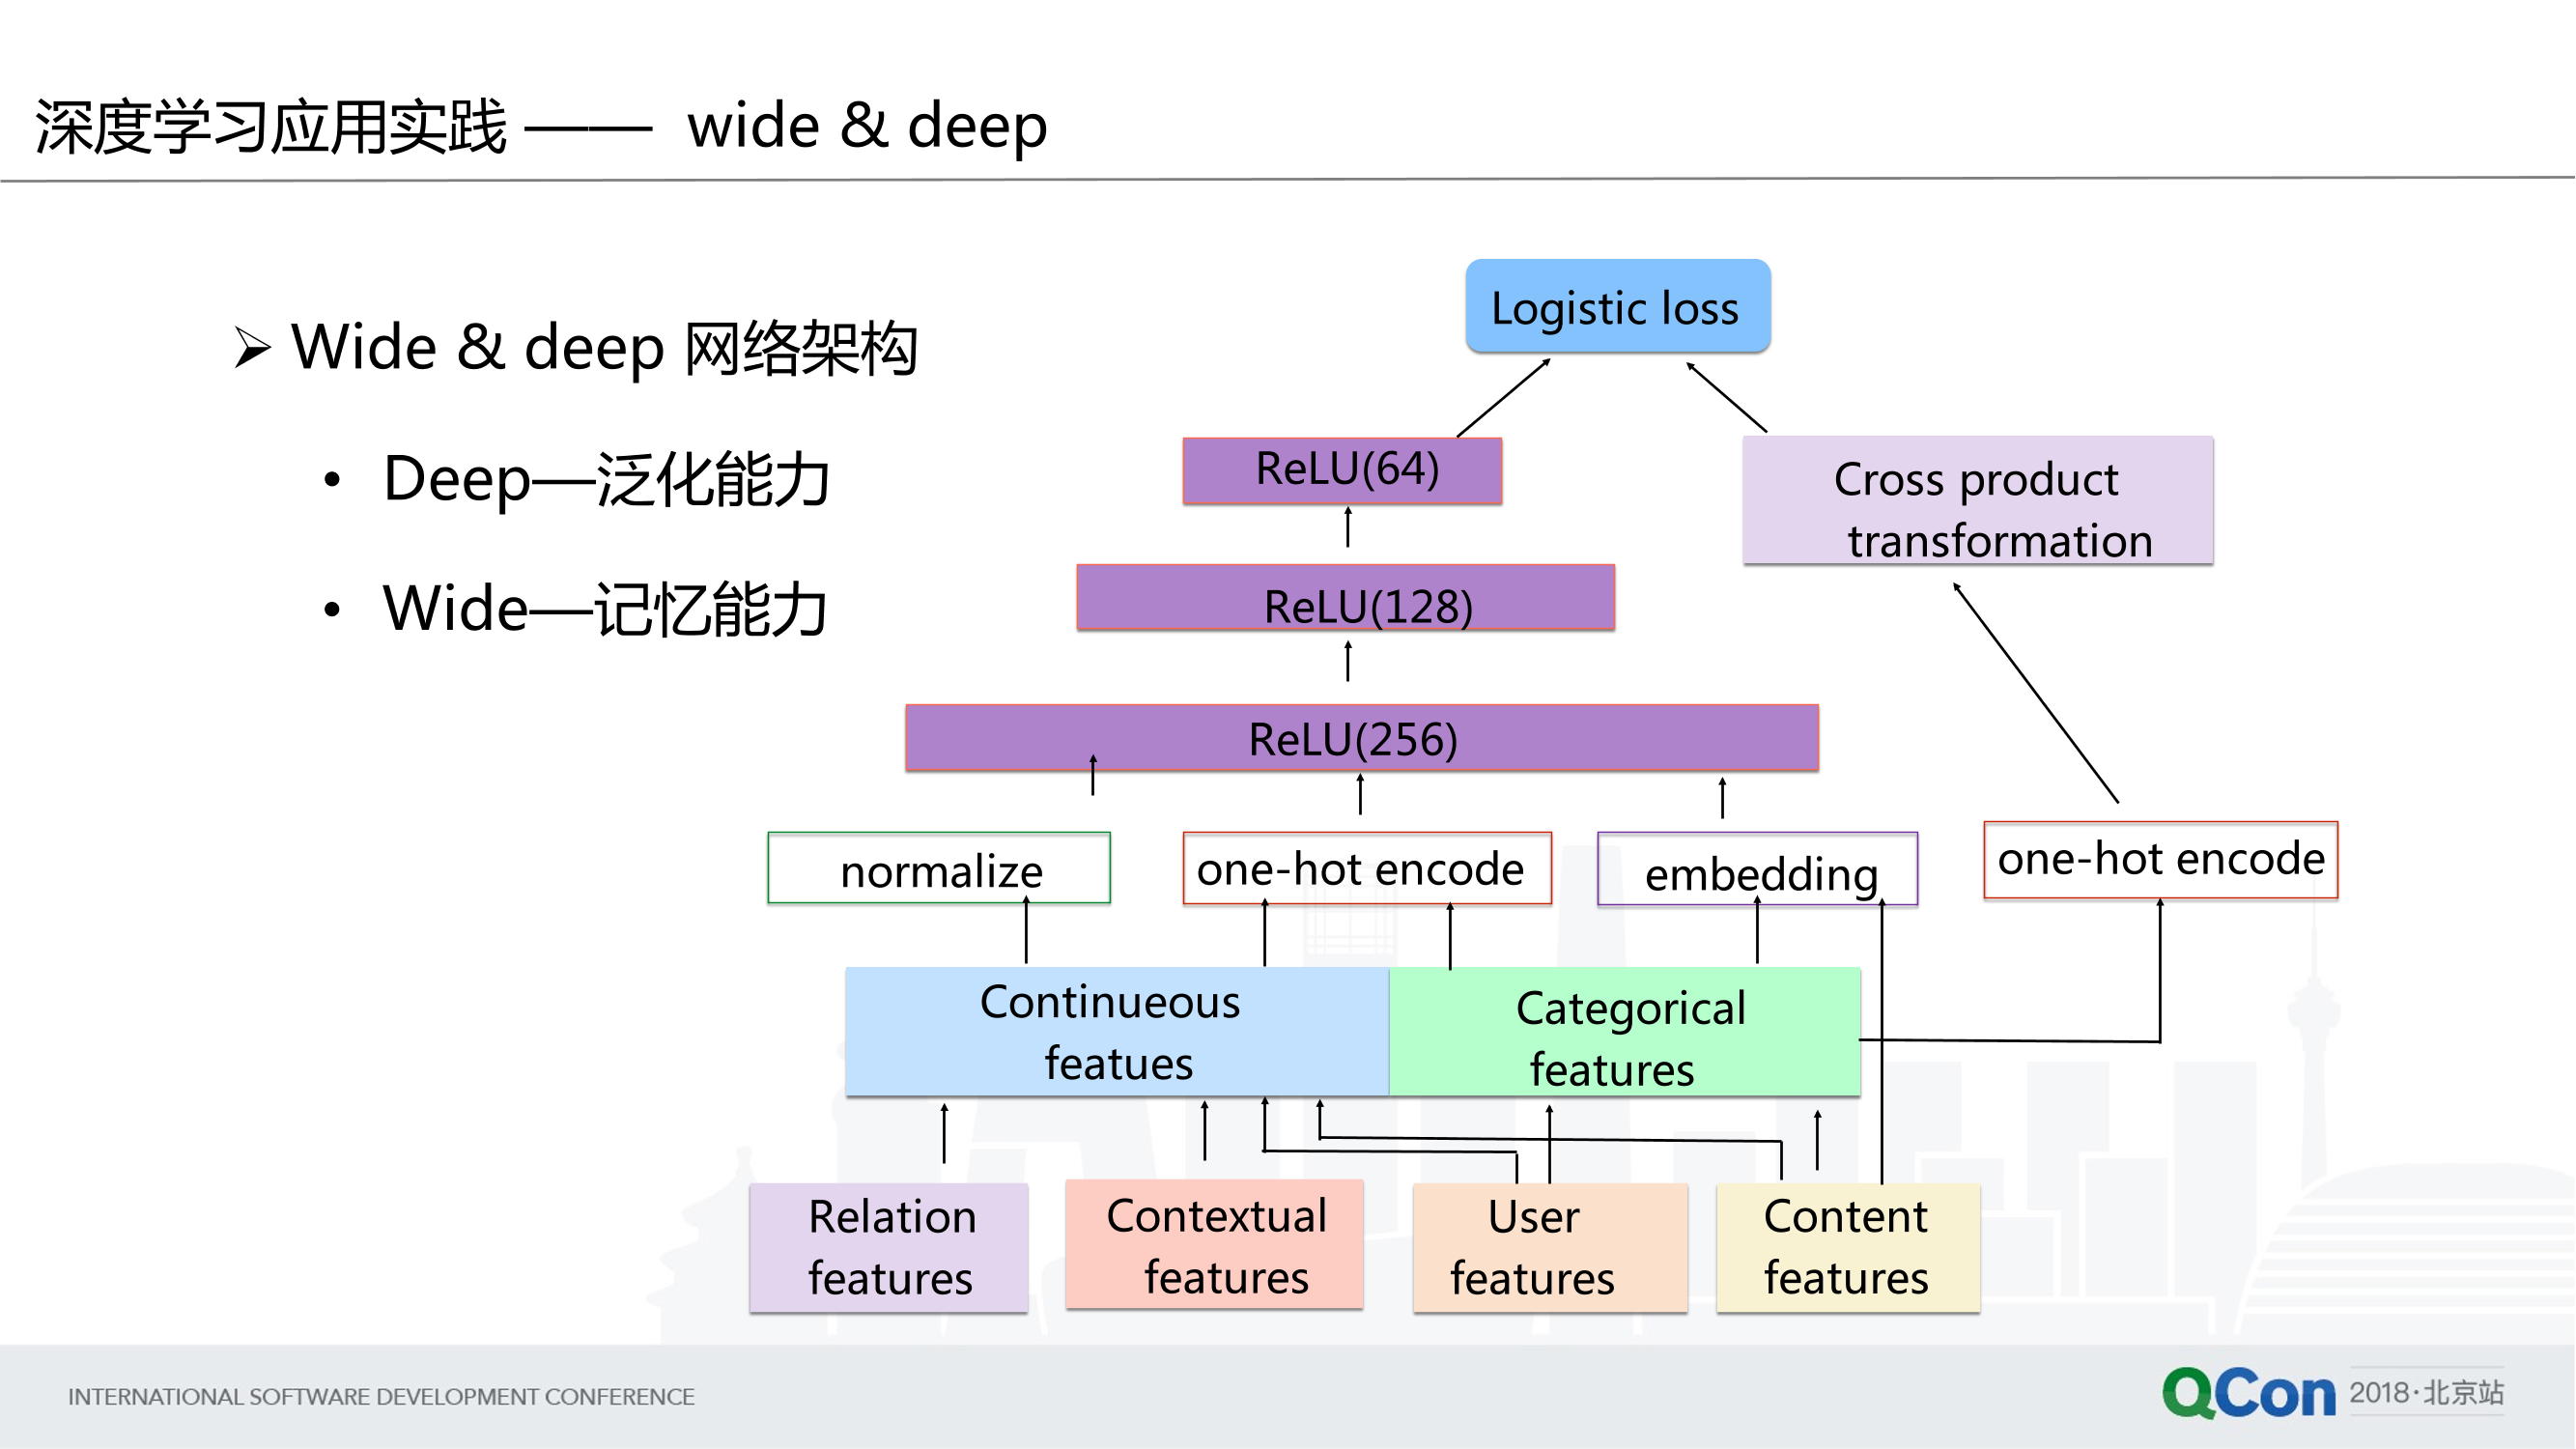 深度学习应用实践 —— wide & deep
➢ Wide & deep 网络架构
• Deep—泛化能力
• Wide—记忆能力
Logistic loss
ReLU(64)
Cross product
transformation
ReLU(128)
ReLU(256)
normalize
one-hot encode
embedding
one-hot encode
Continueous
featues
Categorical
features
Relation
features
Contextual
features
User
features
Content
features
INTERNATIONAL SOFTWARE DEVELOPMENT CONFERENCE
QCon 2018·北京站